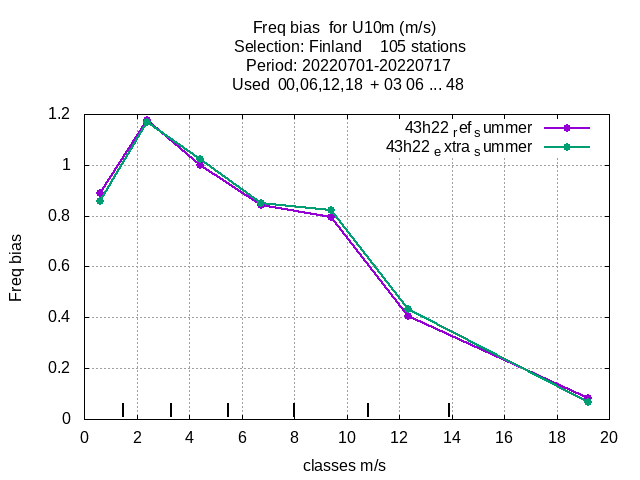 Freq bias  for U10m (m/s)
Selection: Finland    105 stations
Period: 20220701-20220717
Used  00,06,12,18  + 03 06 ... 48
43h22 ref summer
43h22 extra summer
1.2
1
0.8
0.6
0.4
0.2
0
Freq bias
0 2 4 6 8 10 12 14 16 18 20
classes m/s